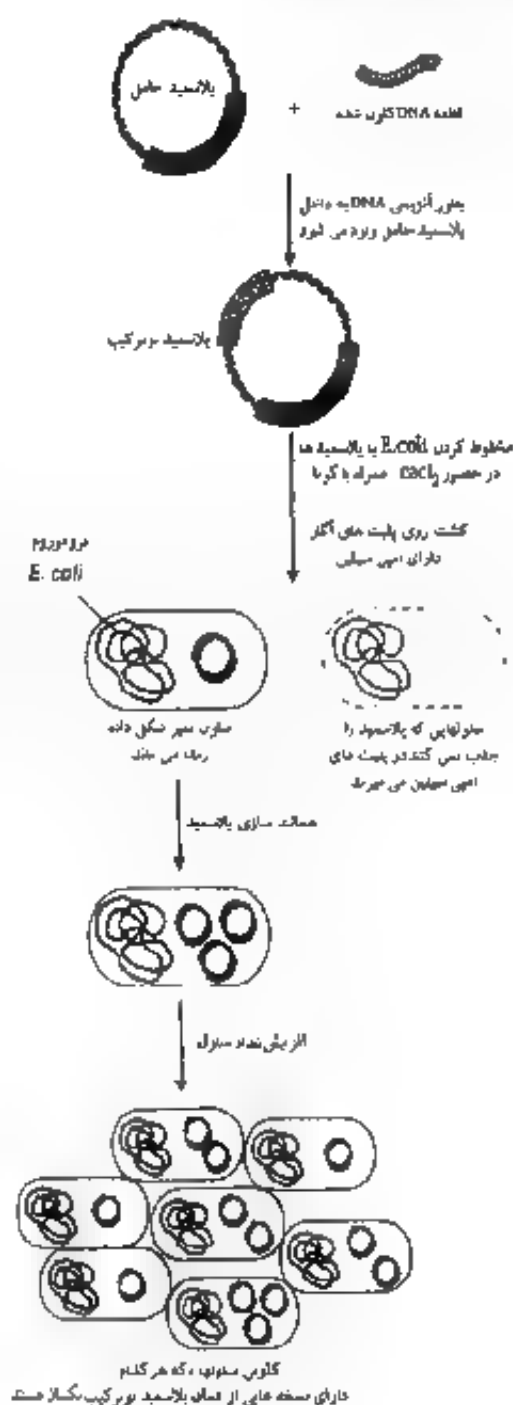 پلاسمید حامل
+
قطعه DNA کلون شده
بطور آنزیمی DNA به داخل
پلاسمید حامل وارد می شود
پلاسمید نوترکیب
مخلوط کردن E.coli با پلاسمید ها
در حضور cacl₂ همراه با گرما
کشت روی پلیت های آگار
دارای امپی سیلین
کروموزوم
E. coli
سلول تغییر شکل داده
زنده می ماند
سلولهایی که پلاسمید را
جذب نمی کنند در پلیت های
امپی سیلین می میرند
همانند سازی پلاسمید
افزایش تعداد سلول
کلونی سلولها که هر کدام
دارای نسخه هایی از همان پلاسمید نوترکیب یکسان هستند